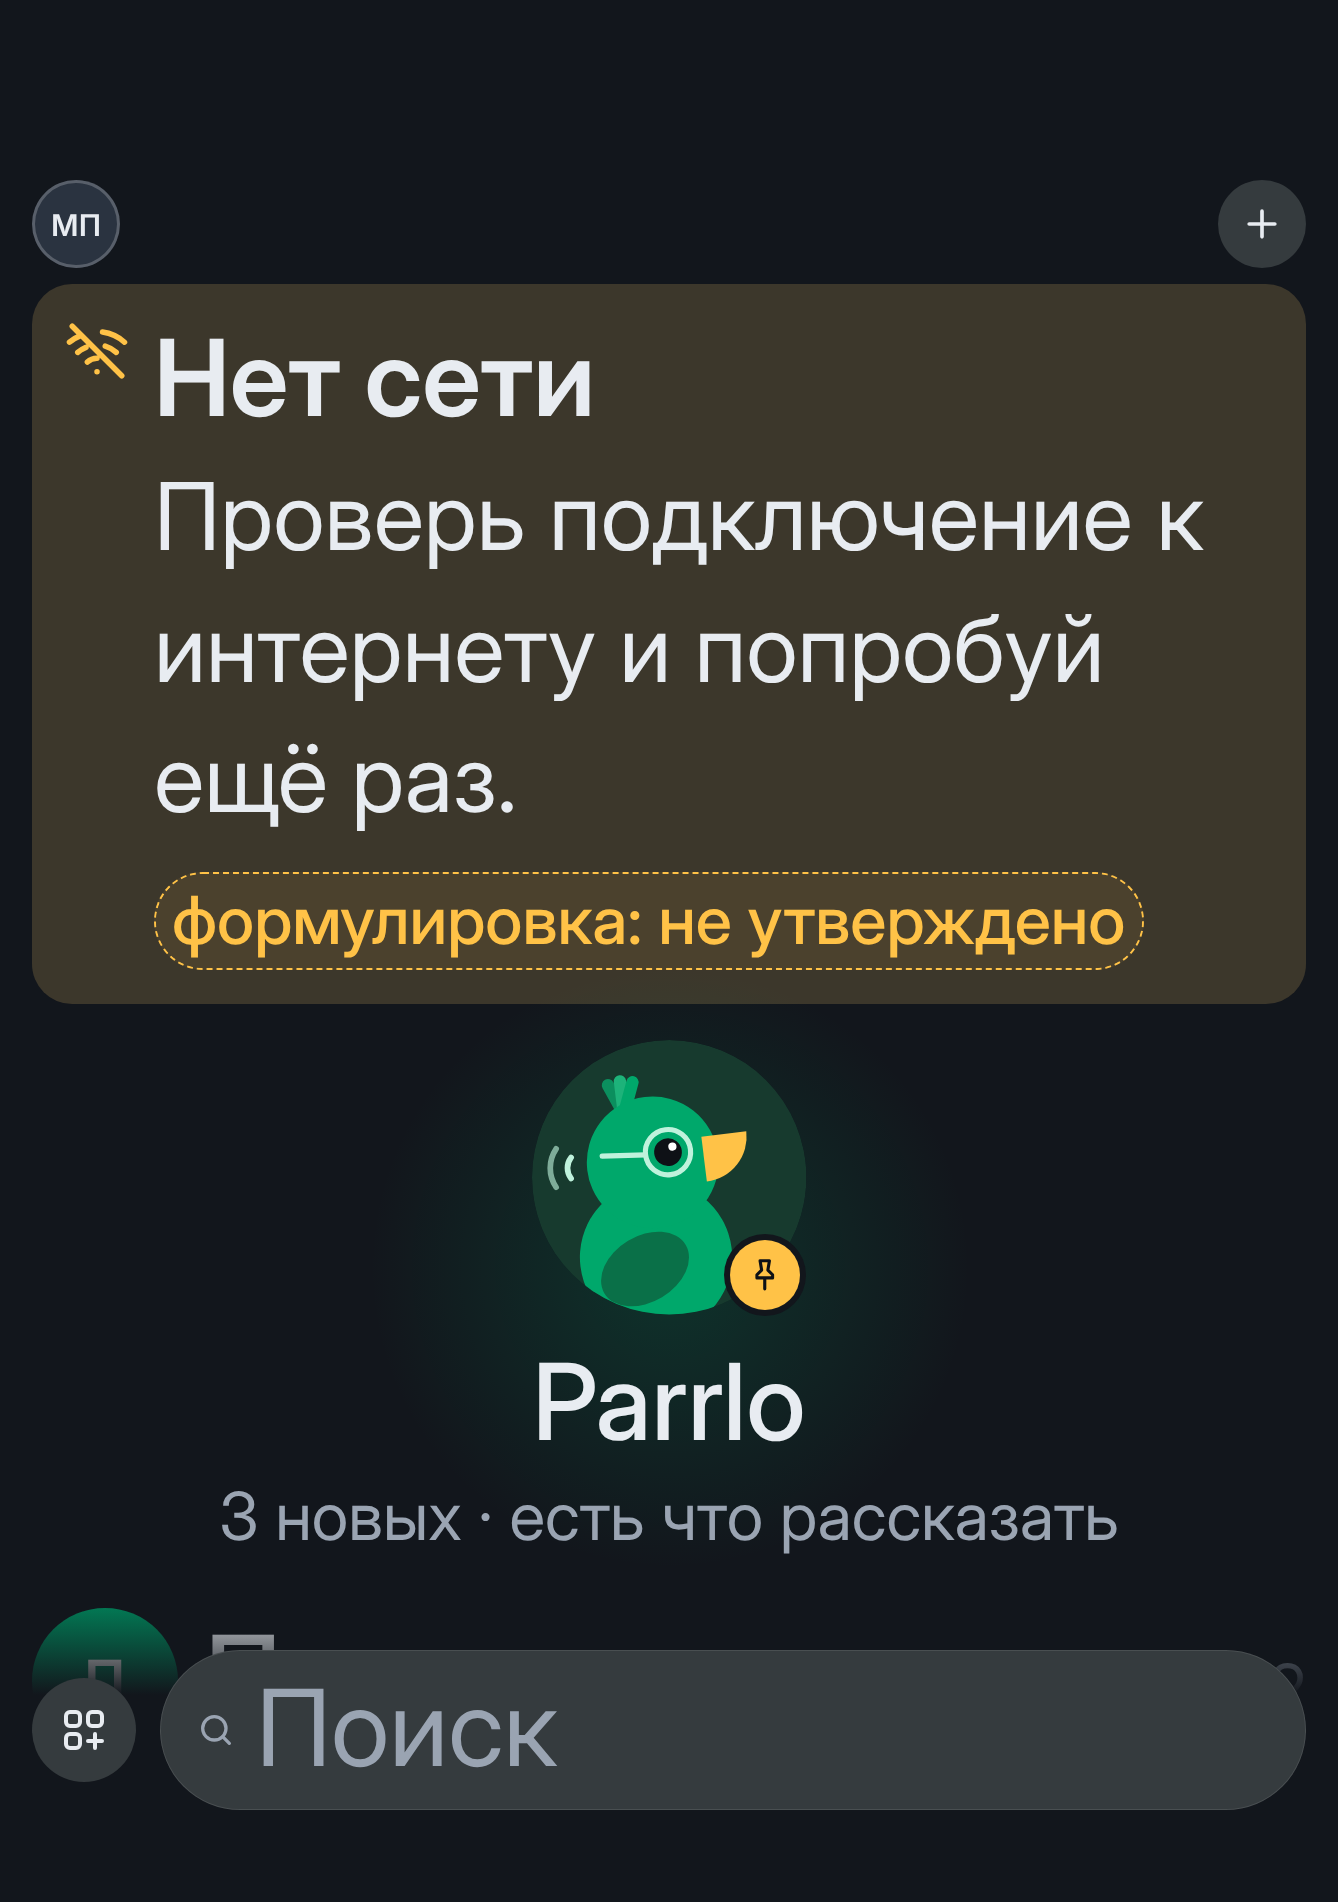 МП
Нет сети
Проверь подключение к
интернету и попробуй
ещё раз.
формулировка: не утверждено
Parrlo
3 новых · есть что рассказать
Поиск